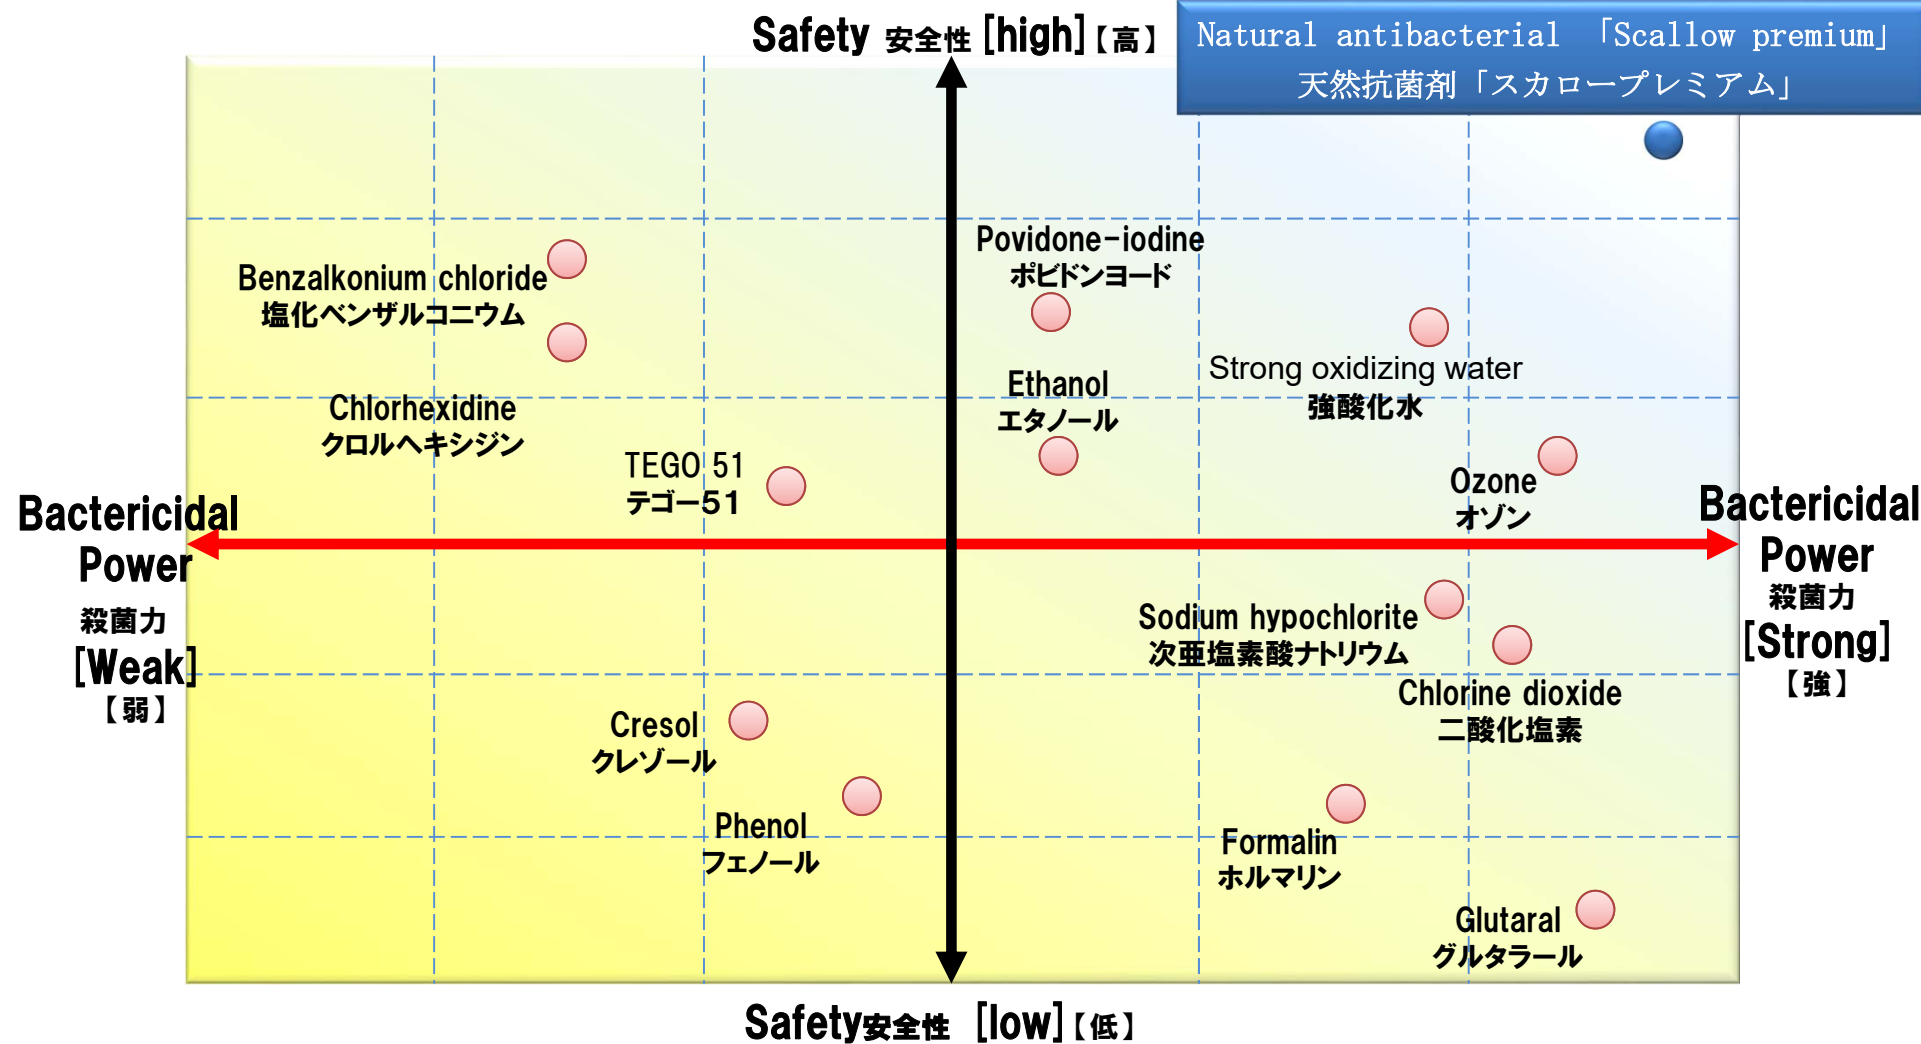 Safety 安全性 [high]【高】
Natural antibacterial 「Scallow premium」
天然抗菌剤「スカロープレミアム」
Benzalkonium chloride
塩化ベンザルコニウム
Povidone-iodine
ポビドンヨード
Strong oxidizing water
強酸化水
Ethanol
エタノール
Chlorhexidine
クロルヘキシジン
TEGO 51
テゴー51
Ozone
オゾン
Bactericidal
Power
殺菌力
[Weak]
【弱】
Bactericidal
Power
殺菌力
[Strong]
【強】
Sodium hypochlorite
次亜塩素酸ナトリウム
Chlorine dioxide
二酸化塩素
Cresol
クレゾール
Phenol
フェノール
Formalin
ホルマリン
Glutaral
グルタラール
Safety安全性 [low]【低】